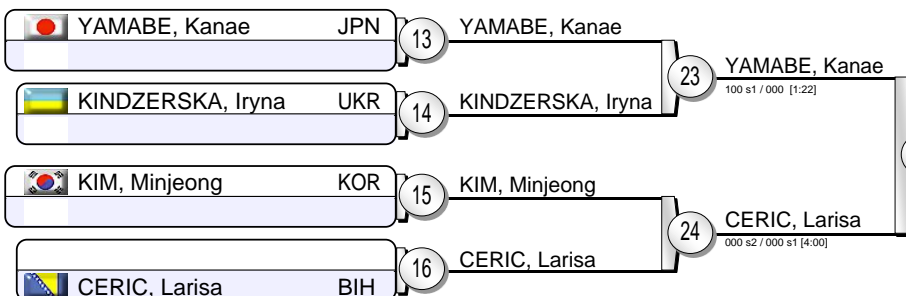 YAMABE, Kanae JPN
13
YAMABE, Kanae
23
YAMABE, Kanae
100 s1 / 000 [1:22]
KINDZERSKA, Iryna UKR
14
KINDZERSKA, Iryna
KIM, Minjeong KOR
15
KIM, Minjeong
24
CERIC, Larisa
000 s2 / 000 s1 [4:00]
CERIC, Larisa BIH
16
CERIC, Larisa